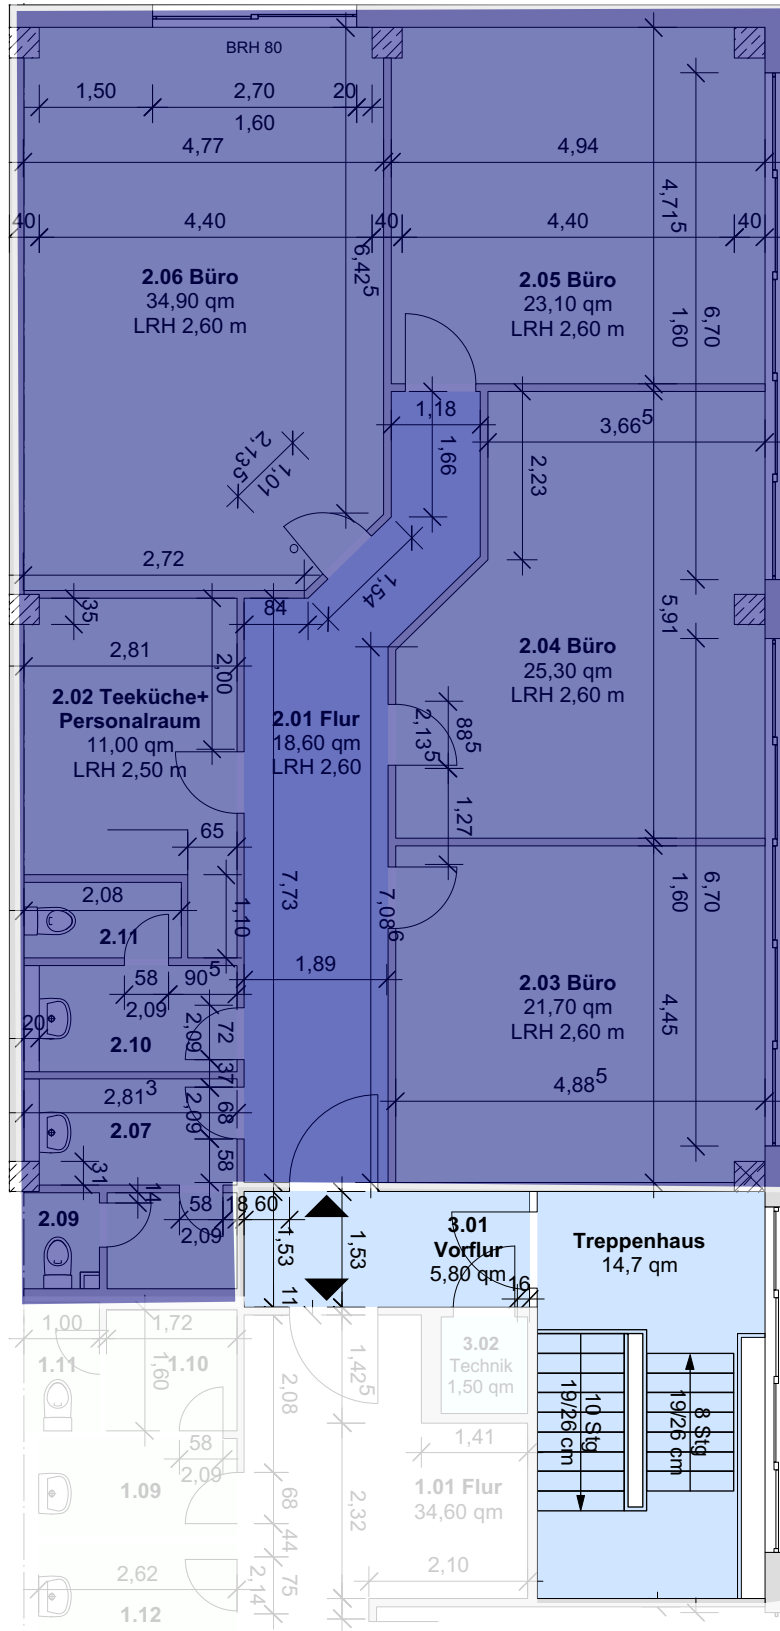 BRH 80
1,50
2,70
20
1,60
4,77
4,94
4,71⁵
40
4,40
40
4,40
40
6,42⁵
2.06 Büro
34,90 qm
LRH 2,60 m
2.05 Büro
23,10 qm
LRH 2,60 m
1,60
6,70
1,18
1,66
3,66⁵
2,23
2,13⁵
1,01
2,72
1,54
35
84
5,91
2,81
2,00
2.04 Büro
25,30 qm
LRH 2,60 m
2.02 Teeküche+
Personalraum
11,00 qm
LRH 2,50 m
2.01 Flur
18,60 qm
LRH 2,60
2,13⁵
88⁵
1,27
65
7,73
7,08⁶
1,60
6,70
2,08
1,10
2.11
1,89
58
90⁵
2,09
2.03 Büro
21,70 qm
LRH 2,60 m
4,45
20
2.10
2,09
72
37
2,81³
2.07
2,09
68
58
4,88⁵
31
14
58
18
60
2,09
2.09
1,53
1,53
11
3.01
Vorflur
5,80 qm
16
Treppenhaus
14,7 qm
1,00
1,72
1.11
1.10
1,60
2,08
1,42⁵
3.02
Technik
1,50 qm
10 Stg
19/26 cm
8 Stg
19/26 cm
58
2,09
1,41
1.09
68
44
75
2,32
1.01 Flur
34,60 qm
2,62
2,14
2,10
1.12